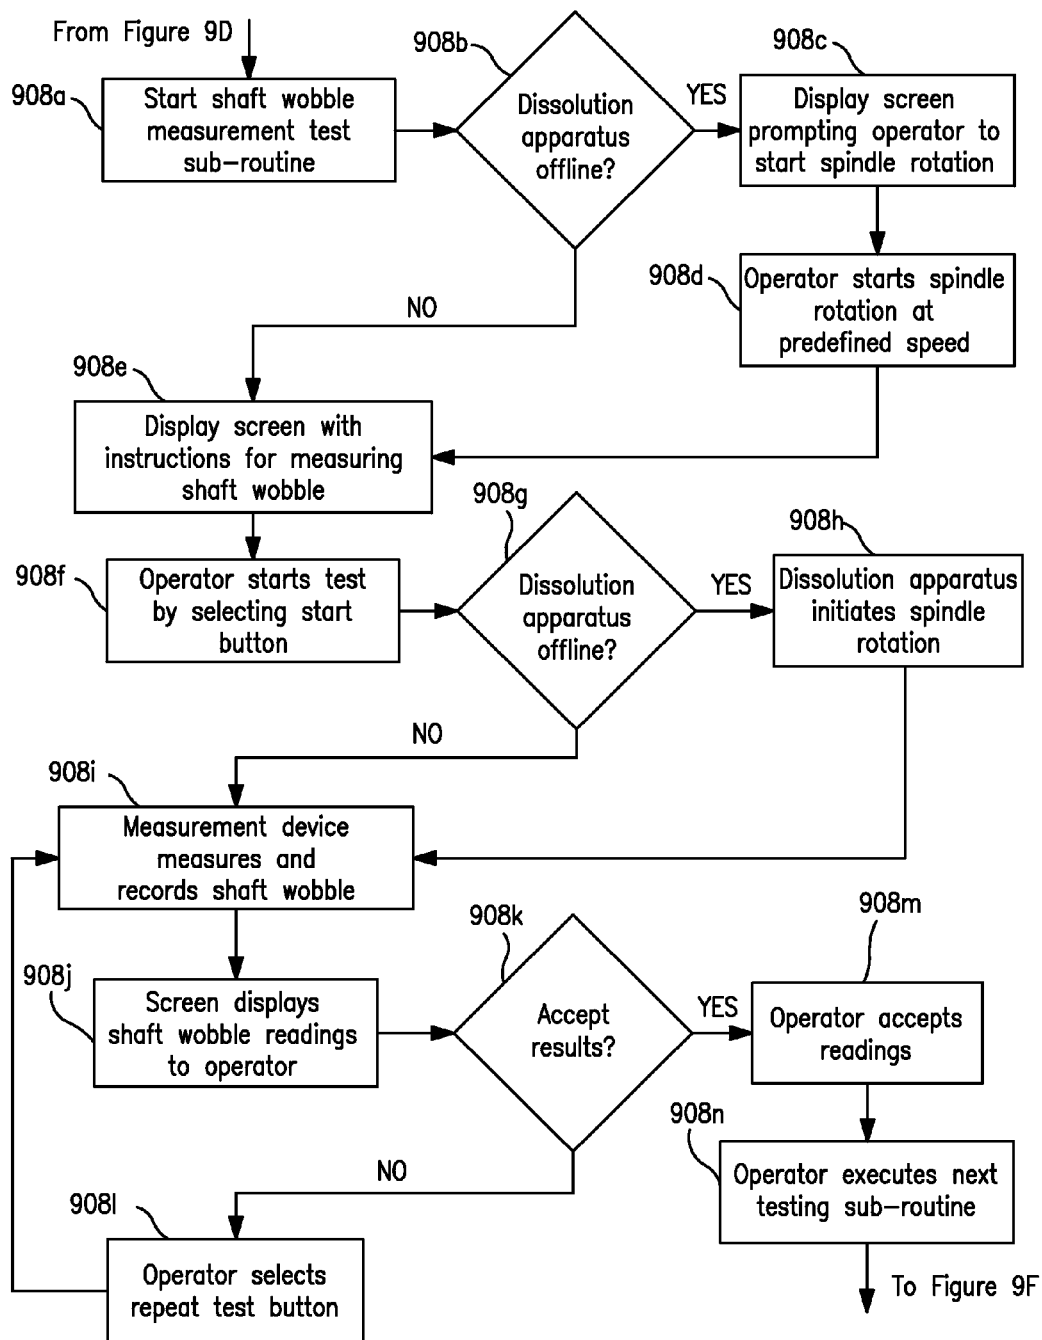 From Figure 9D
908a
Start shaft wobble
measurement test
sub-routine
908b
Dissolution
apparatus
offline?
YES
908c
Display screen
prompting operator to
start spindle rotation
908d
Operator starts spindle
rotation at
predefined speed
NO
908e
Display screen with
instructions for measuring
shaft wobble
908f
Operator starts test
by selecting start
button
908g
Dissolution
apparatus
offline?
YES
908h
Dissolution apparatus
initiates spindle
rotation
NO
908i
Measurement device
measures and
records shaft wobble
908j
Screen displays
shaft wobble readings
to operator
908k
Accept
results?
YES
908m
Operator accepts
readings
908n
Operator executes next
testing sub-routine
To Figure 9F
NO
908l
Operator selects
repeat test button